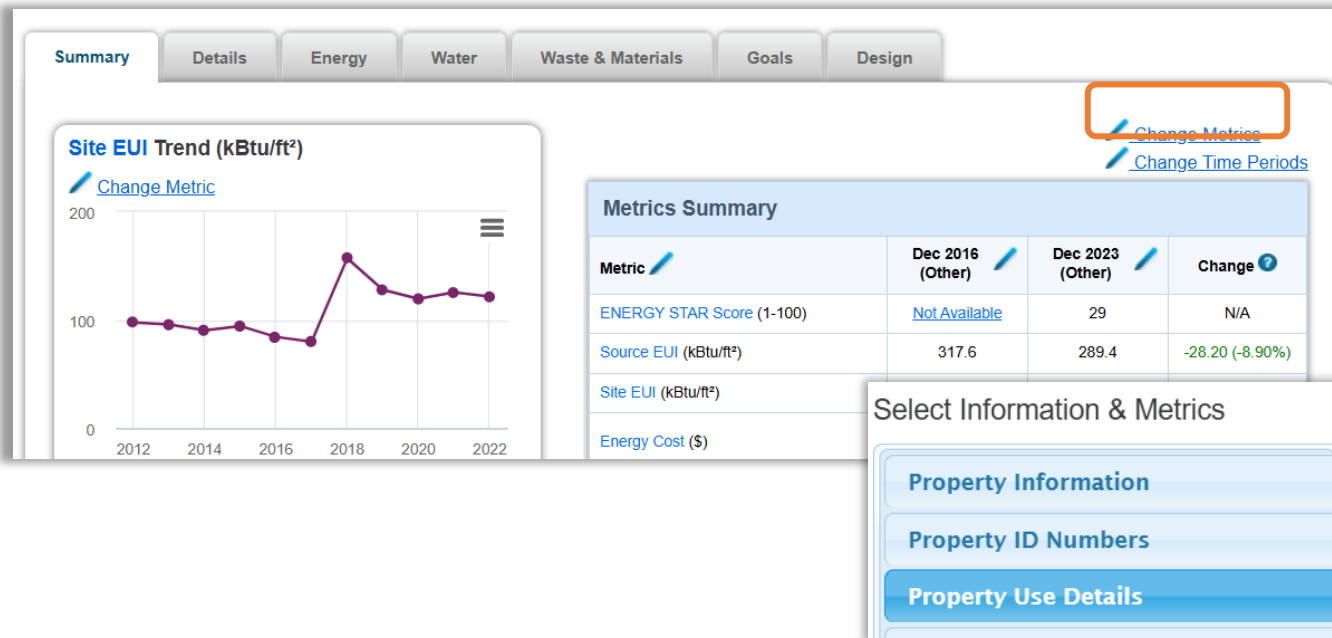 Summary Details Energy Water Waste & Materials Goals Design
Change Metrics
Change Time Periods
Site EUI Trend (kBtu/ft²)
Change Metric
200
100
0
2012 2014 2016 2018 2020 2022
Metrics Summary
Metric Dec 2016 (Other) Dec 2023 (Other) Change ?
ENERGY STAR Score (1-100) Not Available 29 N/A
Source EUI (kBtu/ft²) 317.6 289.4 -28.20 (-8.90%)
Site EUI (kBtu/ft²)
Energy Cost ($)
Select Information & Metrics
Property Information
Property ID Numbers
Property Use Details